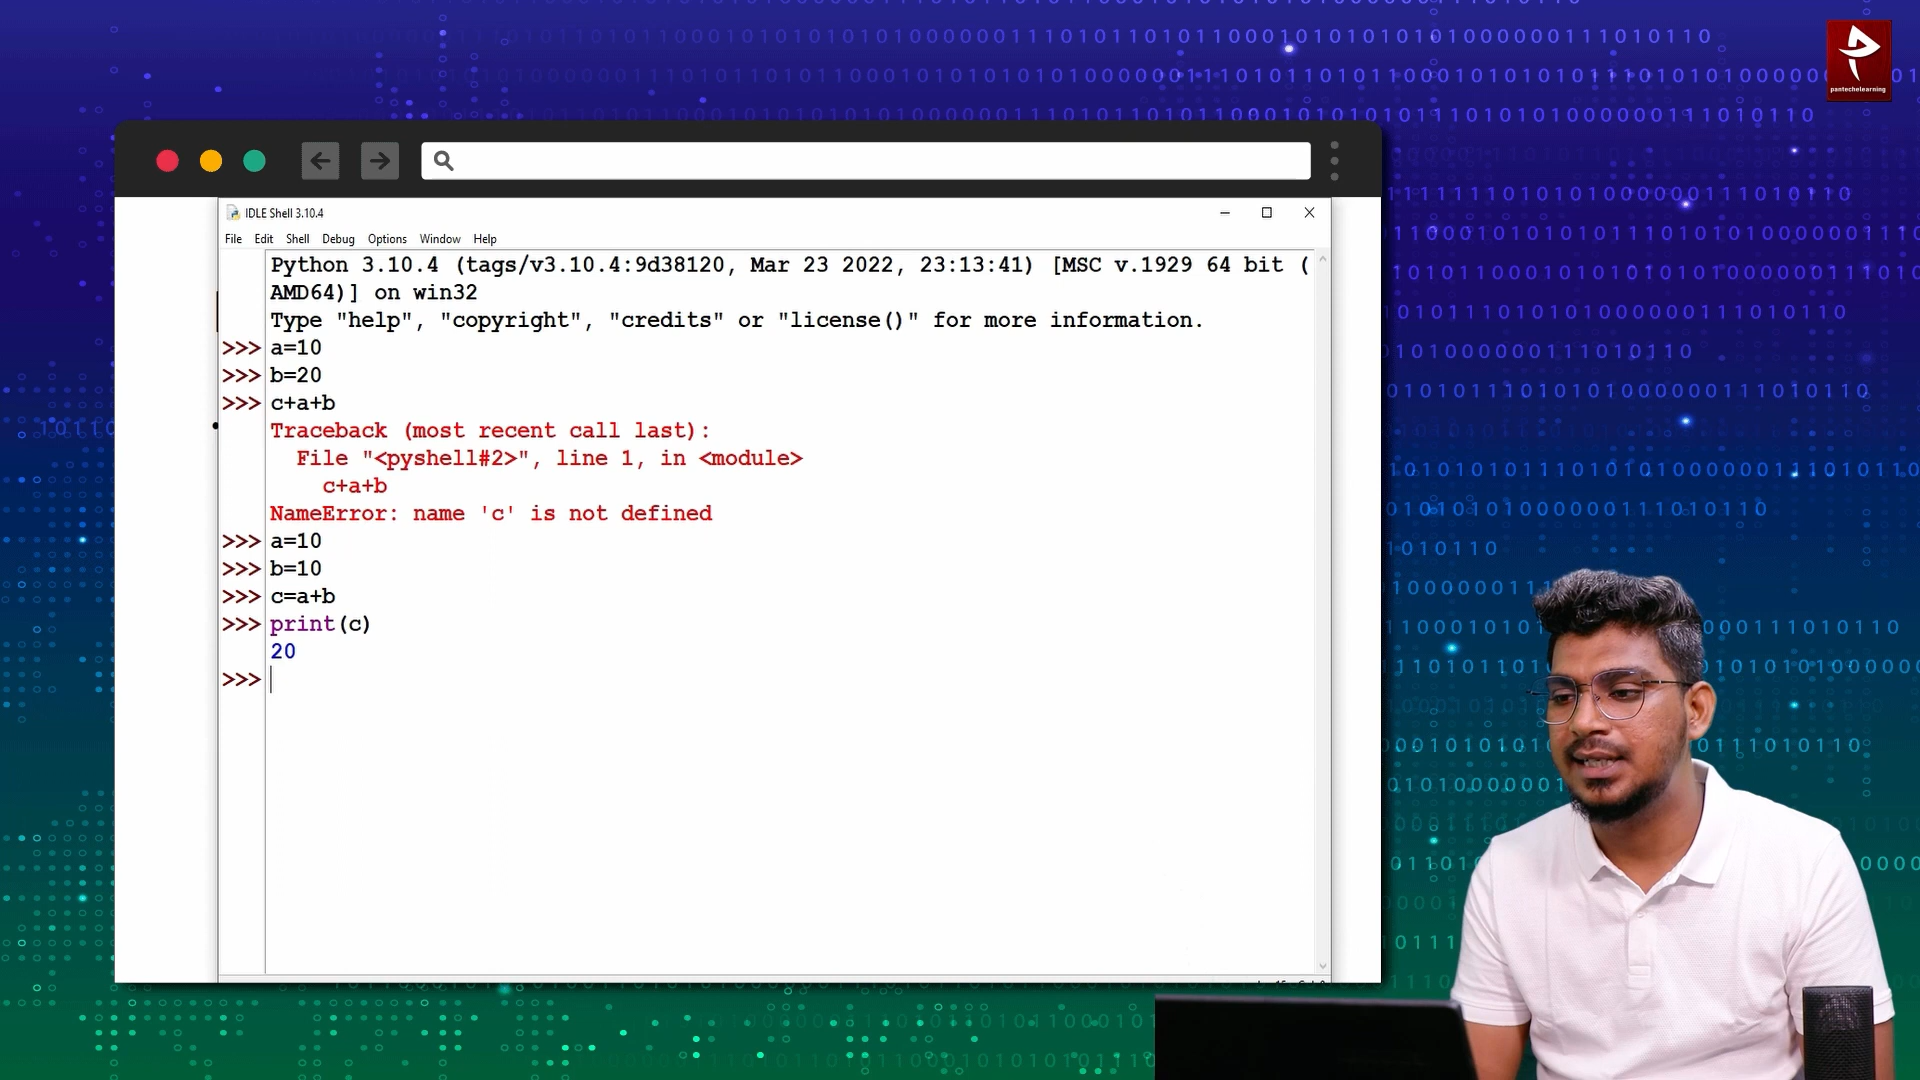 pantechelearning
IDLE Shell 3.10.4
File Edit Shell Debug Options Window Help
Python 3.10.4 (tags/v3.10.4:9d38120, Mar 23 2022, 23:13:41) [MSC v.1929 64 bit (
AMD64)] on win32
Type "help", "copyright", "credits" or "license()" for more information.
>>> a=10
>>> b=20
>>> c+a+b
Traceback (most recent call last):
File "<pyshell#2>", line 1, in <module>
c+a+b
NameError: name 'c' is not defined
>>> a=10
>>> b=10
>>> c=a+b
>>> print(c)
20
>>>